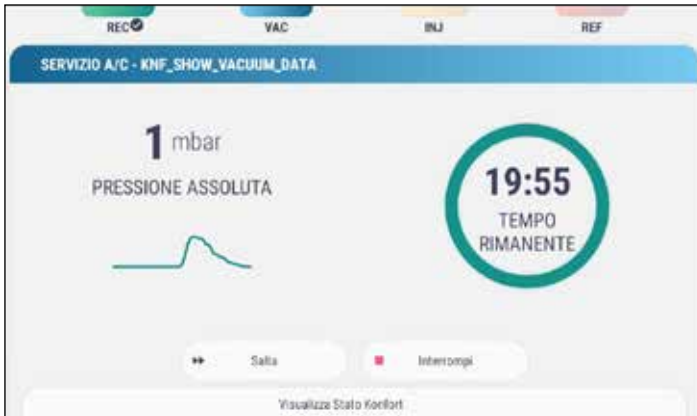 REC VAC INJ REF
SERVIZIO A/C - KNF_SHOW_VACUUM_DATA
1 mbar
PRESSIONE ASSOLUTA
19:55
TEMPO
RIMANENTE
Salta Interrompi
Visualizza Stato Konfort